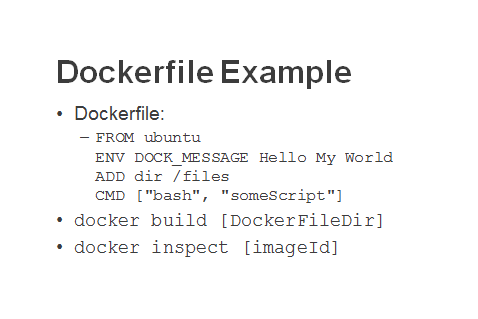 Dockerfile Example
• Dockerfile:
– FROM ubuntu
ENV DOCK_MESSAGE Hello My World
ADD dir /files
CMD ["bash", "someScript"]
• docker build [DockerFileDir]
• docker inspect [imageId]